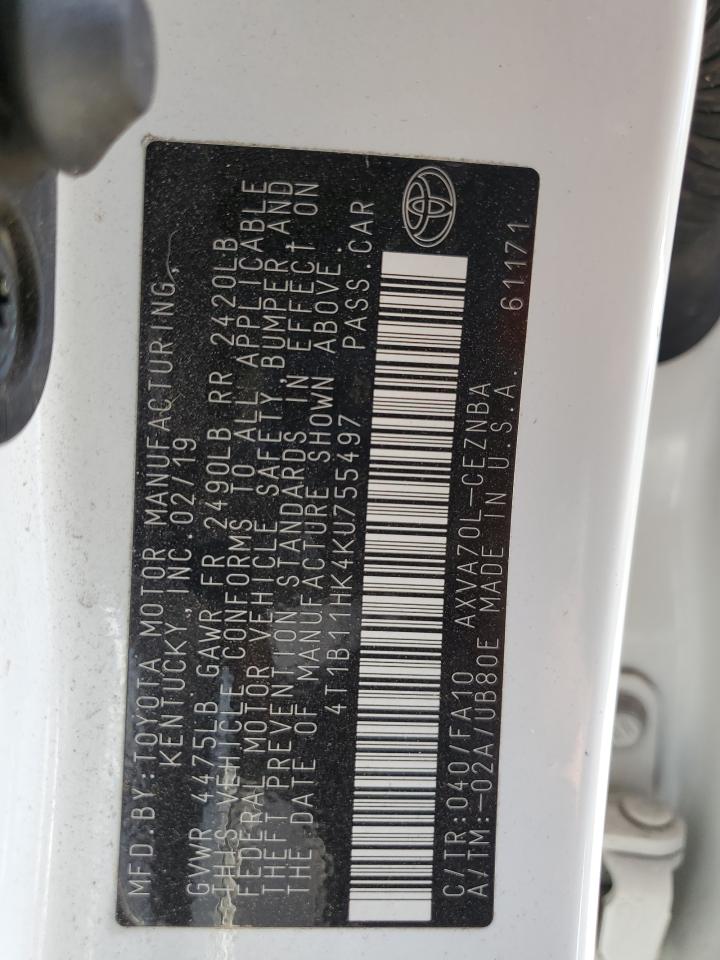 MFD.BY:TOYOTA MOTOR MANUFACTURING,
KENTUCKY, INC.02/19
GVWR 4475LB GAWR FR 2490LB RR 2420LB
THIS VEHICLE CONFORMS TO ALL APPLICABLE
FEDERAL MOTOR VEHICLE SAFETY, BUMPER, AND
THEFT PREVENTION STANDARDS IN EFFECT ON
THE DATE OF MANUFACTURE SHOWN ABOVE.
4T1B11HK4KU755497 PASS.CAR
C/TR:040/FA10 AXVA70L-CEZNBA
A/TM:-02A/UB80E MADE IN U.S.A. 61171